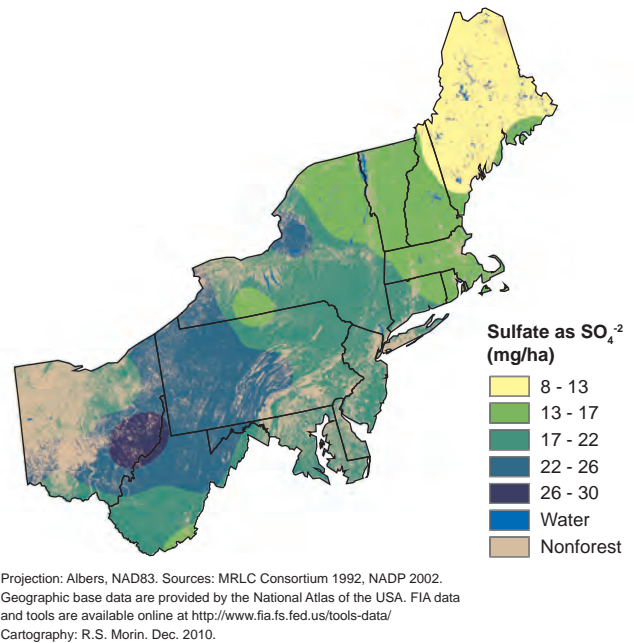 Sulfate as SO₄⁻²
(mg/ha)
8 - 13
13 - 17
17 - 22
22 - 26
26 - 30
Water
Nonforest
Projection: Albers, NAD83. Sources: MRLC Consortium 1992, NADP 2002.
Geographic base data are provided by the National Atlas of the USA. FIA data
and tools are available online at http://www.fia.fs.fed.us/tools-data/
Cartography: R.S. Morin. Dec. 2010.